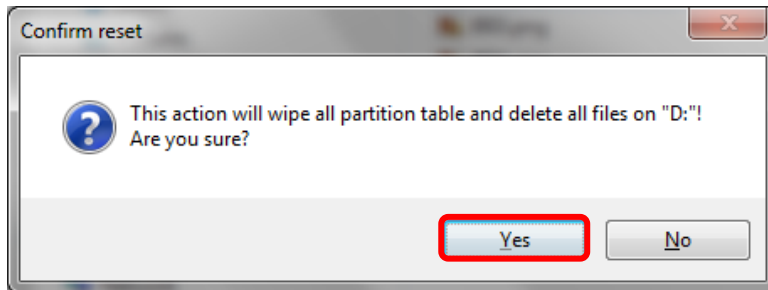 Confirm reset
This action will wipe all partition table and delete all files on "D:"!
Are you sure?
Yes
No